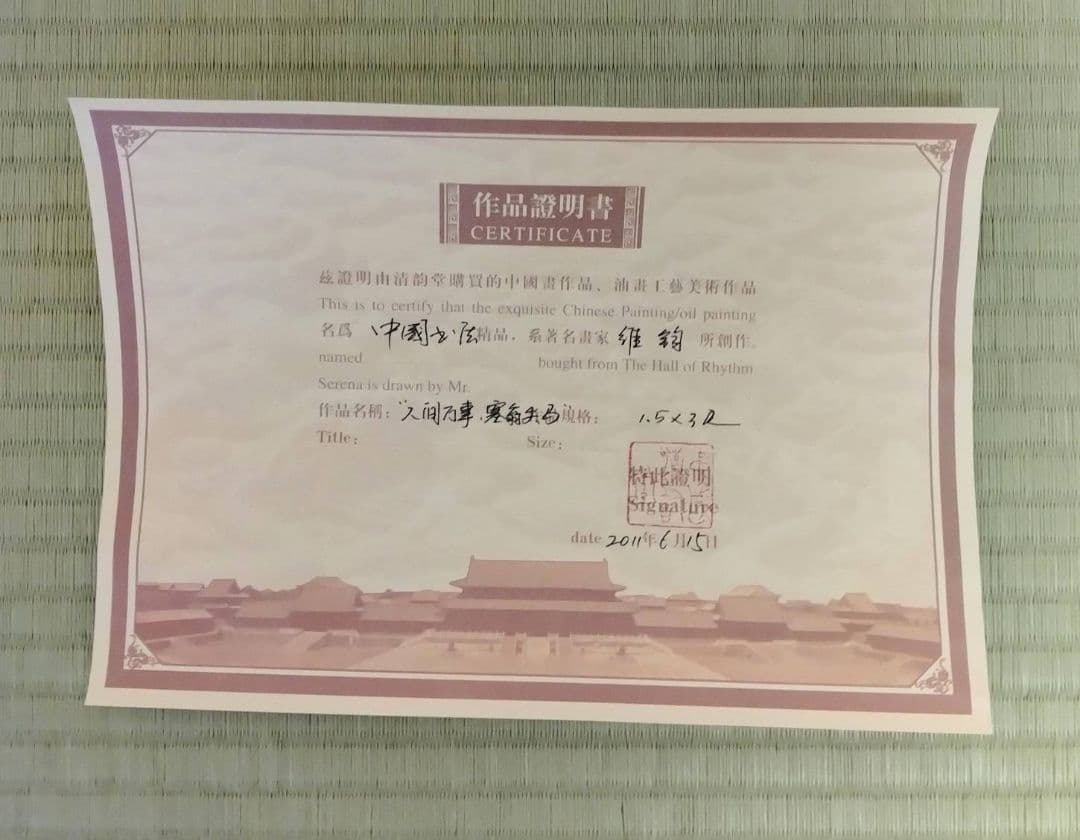 作品證明書
CERTIFICATE
兹證明由清韵堂購買的中國畫作品、油畫工藝美術作品
This is to certify that the exquisite Chinese Painting/oil painting
名爲 中國书法 精品,系著名畫家 維鈞 所創作。
named bought from The Hall of Rhythm
Serena is drawn by Mr.
作品名稱: "人间万事,塞翁失马" 規格: 1.5×3尺
Title: Size:
特此證明
Signature
date 2011年6月15日